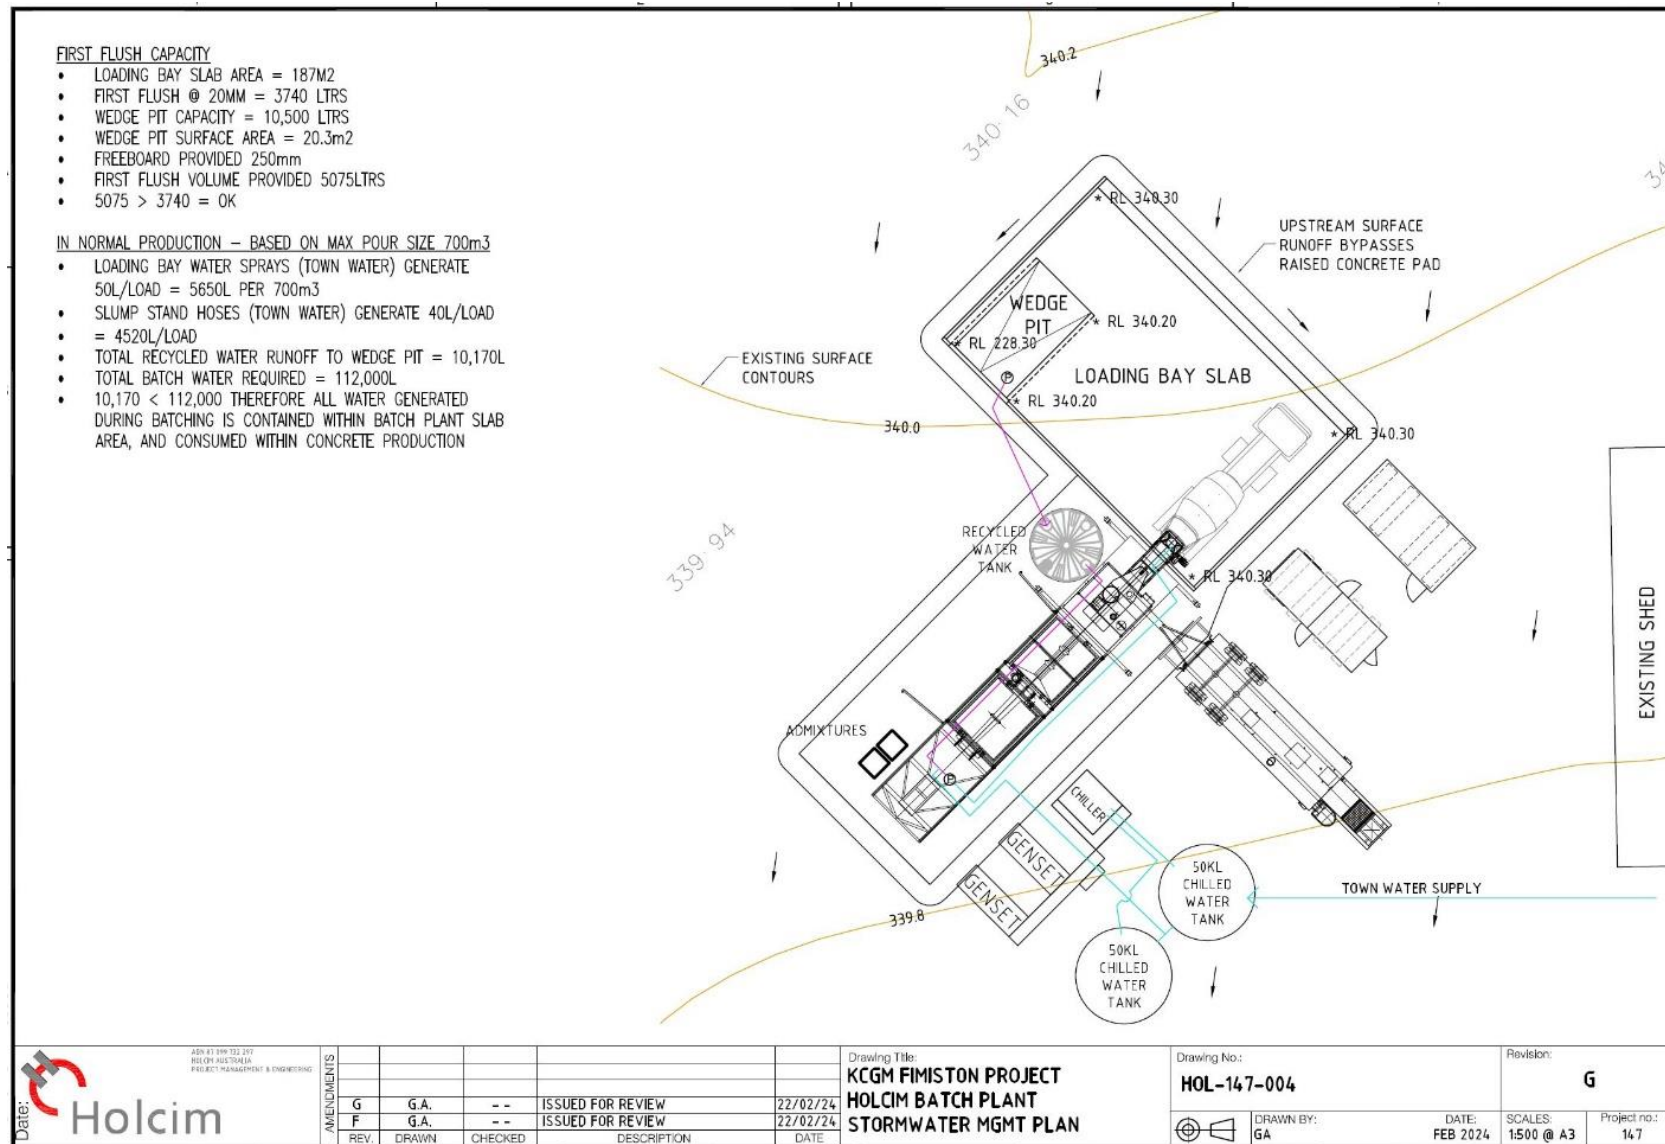 FIRST FLUSH CAPACITY
• LOADING BAY SLAB AREA = 187M2
• FIRST FLUSH @ 20MM = 3740 LTRS
• WEDGE PIT CAPACITY = 10,500 LTRS
• WEDGE PIT SURFACE AREA = 20.3m2
• FREEBOARD PROVIDED 250mm
• FIRST FLUSH VOLUME PROVIDED 5075LTRS
• 5075 > 3740 = OK
IN NORMAL PRODUCTION – BASED ON MAX POUR SIZE 700m3
• LOADING BAY WATER SPRAYS (TOWN WATER) GENERATE
50L/LOAD = 5650L PER 700m3
• SLUMP STAND HOSES (TOWN WATER) GENERATE 40L/LOAD
• = 4520L/LOAD
• TOTAL RECYCLED WATER RUNOFF TO WEDGE PIT = 10,170L
• TOTAL BATCH WATER REQUIRED = 112,000L
• 10,170 < 112,000 THEREFORE ALL WATER GENERATED
DURING BATCHING IS CONTAINED WITHIN BATCH PLANT SLAB
AREA, AND CONSUMED WITHIN CONCRETE PRODUCTION
340.2
340.16
* RL 340.30
UPSTREAM SURFACE
RUNOFF BYPASSES
RAISED CONCRETE PAD
WEDGE
PIT
* RL 340.20
* RL 228.30
EXISTING SURFACE
CONTOURS
LOADING BAY SLAB
P
* RL 340.20
340.0
* RL 340.30
RECYCLED
WATER
TANK
339.94
* RL 340.30
EXISTING SHED
ADMIXTURES
P
CHILLER
GENSET
GENSET
339.8
50KL
CHILLED
WATER
TANK
TOWN WATER SUPPLY
50KL
CHILLED
WATER
TANK
Date:
Holcim
ABN 87 099 732 297
HOLCIM AUSTRALIA
PROJECT MANAGEMENT & ENGINEERING
AMENDMENTS
G G.A. -- ISSUED FOR REVIEW 22/02/24
F G.A. -- ISSUED FOR REVIEW 22/02/24
REV. DRAWN CHECKED DESCRIPTION DATE
Drawing Title:
KCGM FIMISTON PROJECT
HOLCIM BATCH PLANT
STORMWATER MGMT PLAN
Drawing No.:
HOL-147-004
Revision:
G
DRAWN BY:
GA
DATE:
FEB 2024
SCALES:
1:500 @ A3
Project no.:
147